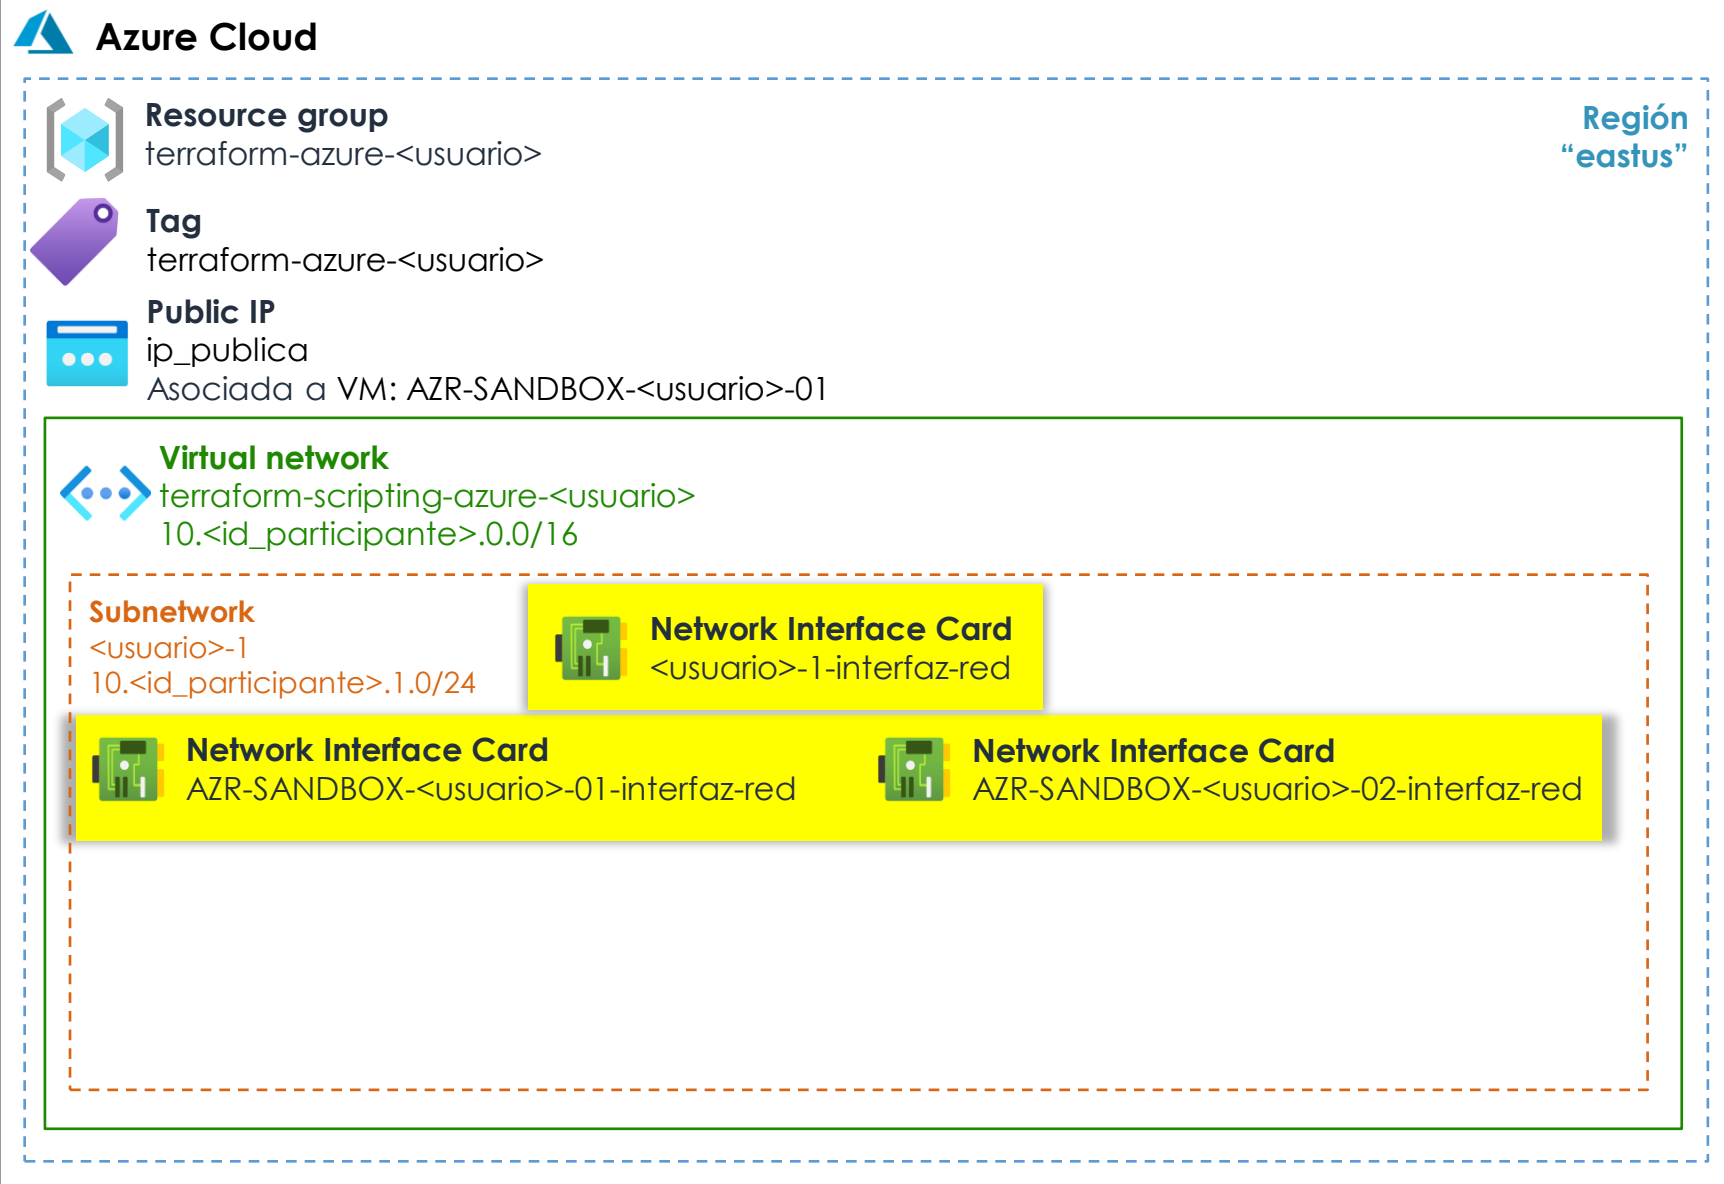 Azure Cloud
Resource group
terraform-azure-<usuario>
Región
“eastus”
Tag
terraform-azure-<usuario>
Public IP
ip_publica
Asociada a VM: AZR-SANDBOX-<usuario>-01
Virtual network
terraform-scripting-azure-<usuario>
10.<id_participante>.0.0/16
Subnetwork
<usuario>-1
10.<id_participante>.1.0/24
Network Interface Card
<usuario>-1-interfaz-red
Network Interface Card
AZR-SANDBOX-<usuario>-01-interfaz-red
Network Interface Card
AZR-SANDBOX-<usuario>-02-interfaz-red